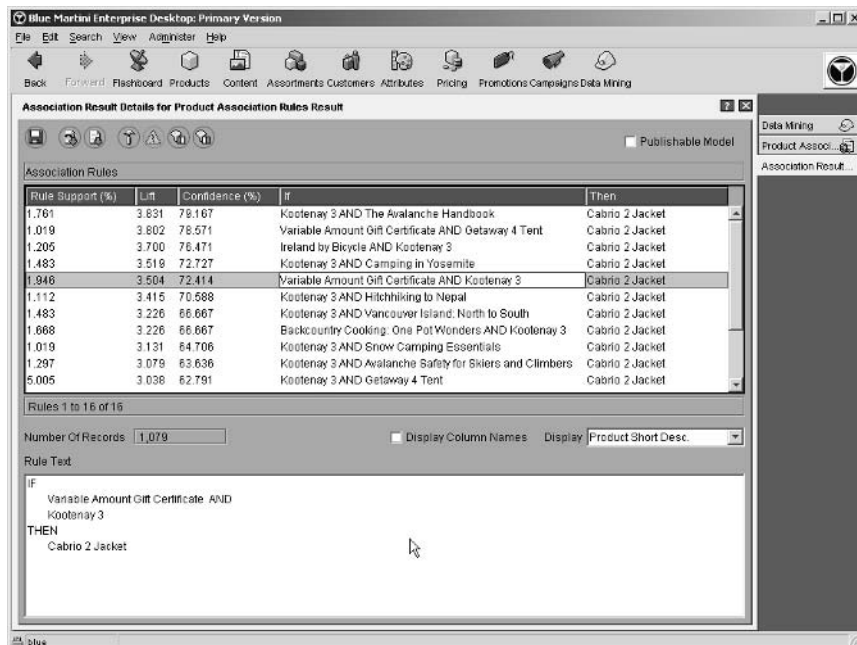 Blue Martini Enterprise Desktop: Primary Version
File Edit Search View Administer Help
Back Forward Flashboard Products Content Assortments Customers Attributes Pricing Promotions Campaigns Data Mining
Association Result Details for Product Association Rules Result
Data Mining
Product Associ...
Association Result...
Publishable Model
Association Rules
Rule Support (%) Lift Confidence (%) If Then
1.761 3.831 79.167 Kootenay 3 AND The Avalanche Handbook Cabrio 2 Jacket
1.019 3.802 78.571 Variable Amount Gift Certificate AND Getaway 4 Tent Cabrio 2 Jacket
1.205 3.700 76.471 Ireland by Bicycle AND Kootenay 3 Cabrio 2 Jacket
1.483 3.519 72.727 Kootenay 3 AND Camping in Yosemite Cabrio 2 Jacket
1.946 3.504 72.414 Variable Amount Gift Certificate AND Kootenay 3 Cabrio 2 Jacket
1.112 3.415 70.588 Kootenay 3 AND Hitchhiking to Nepal Cabrio 2 Jacket
1.483 3.226 66.667 Kootenay 3 AND Vancouver Island: North to South Cabrio 2 Jacket
1.668 3.226 66.667 Backcountry Cooking: One Pot Wonders AND Kootenay 3 Cabrio 2 Jacket
1.019 3.131 64.706 Kootenay 3 AND Snow Camping Essentials Cabrio 2 Jacket
1.297 3.079 63.636 Kootenay 3 AND Avalanche Safety for Skiers and Climbers Cabrio 2 Jacket
5.005 3.038 62.791 Kootenay 3 AND Getaway 4 Tent Cabrio 2 Jacket
Rules 1 to 16 of 16
Number Of Records 1,079 Display Column Names Display Product Short Desc.
Rule Text
IF
Variable Amount Gift Certificate AND
Kootenay 3
THEN
Cabrio 2 Jacket
blue